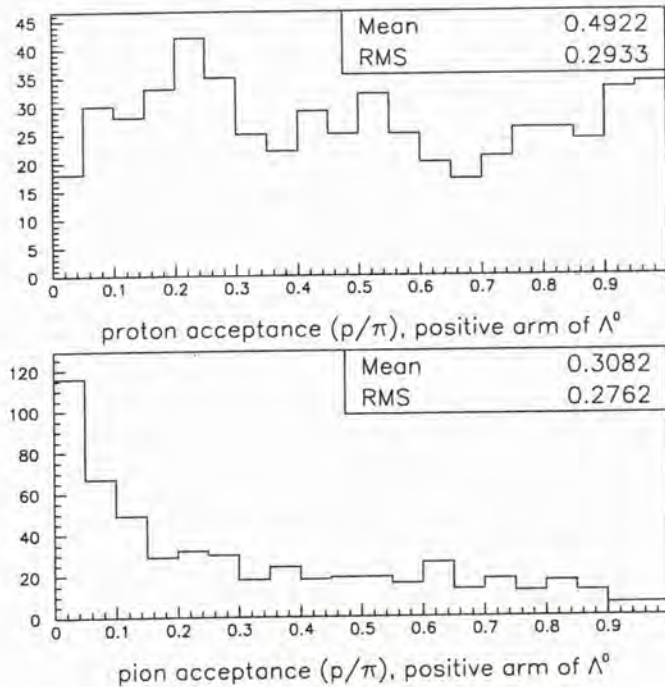 45
40
35
30
25
20
15
10
5
0
Mean 0.4922
RMS 0.2933
0 0.1 0.2 0.3 0.4 0.5 0.6 0.7 0.8 0.9
proton acceptance (p/π), positive arm of Λ⁰
120
100
80
60
40
20
0
Mean 0.3082
RMS 0.2762
0 0.1 0.2 0.3 0.4 0.5 0.6 0.7 0.8 0.9
pion acceptance (p/π), positive arm of Λ⁰